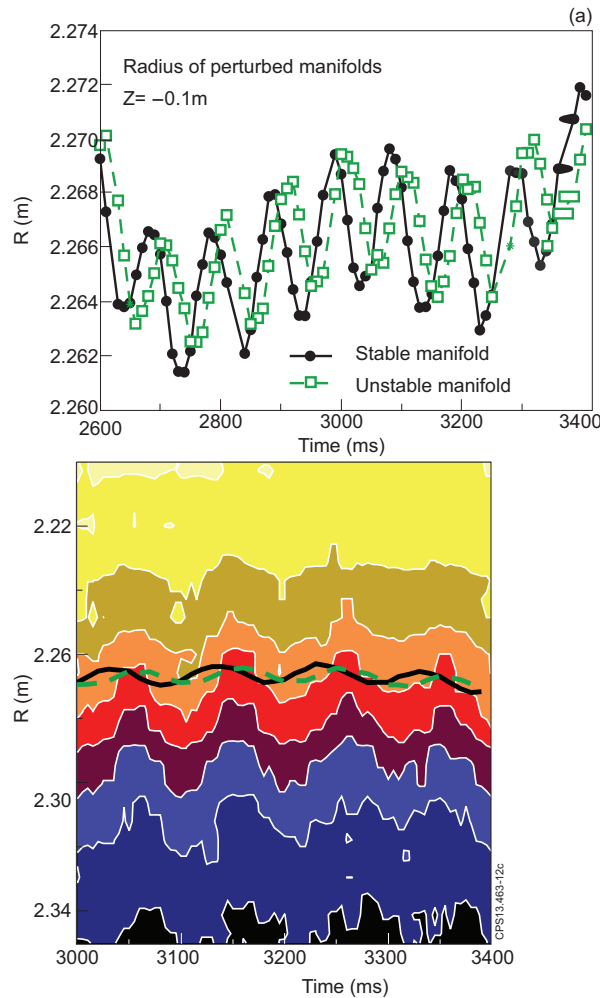 (a)
2.274
2.272
2.270
2.268
2.266
2.264
2.262
2.260
R (m)
Radius of perturbed manifolds
Z= −0.1m
Stable manifold
Unstable manifold
2600 2800 3000 3200 3400
Time (ms)
2.22
2.26
2.30
2.34
R (m)
CPS13.463-12c
3000 3100 3200 3300 3400
Time (ms)